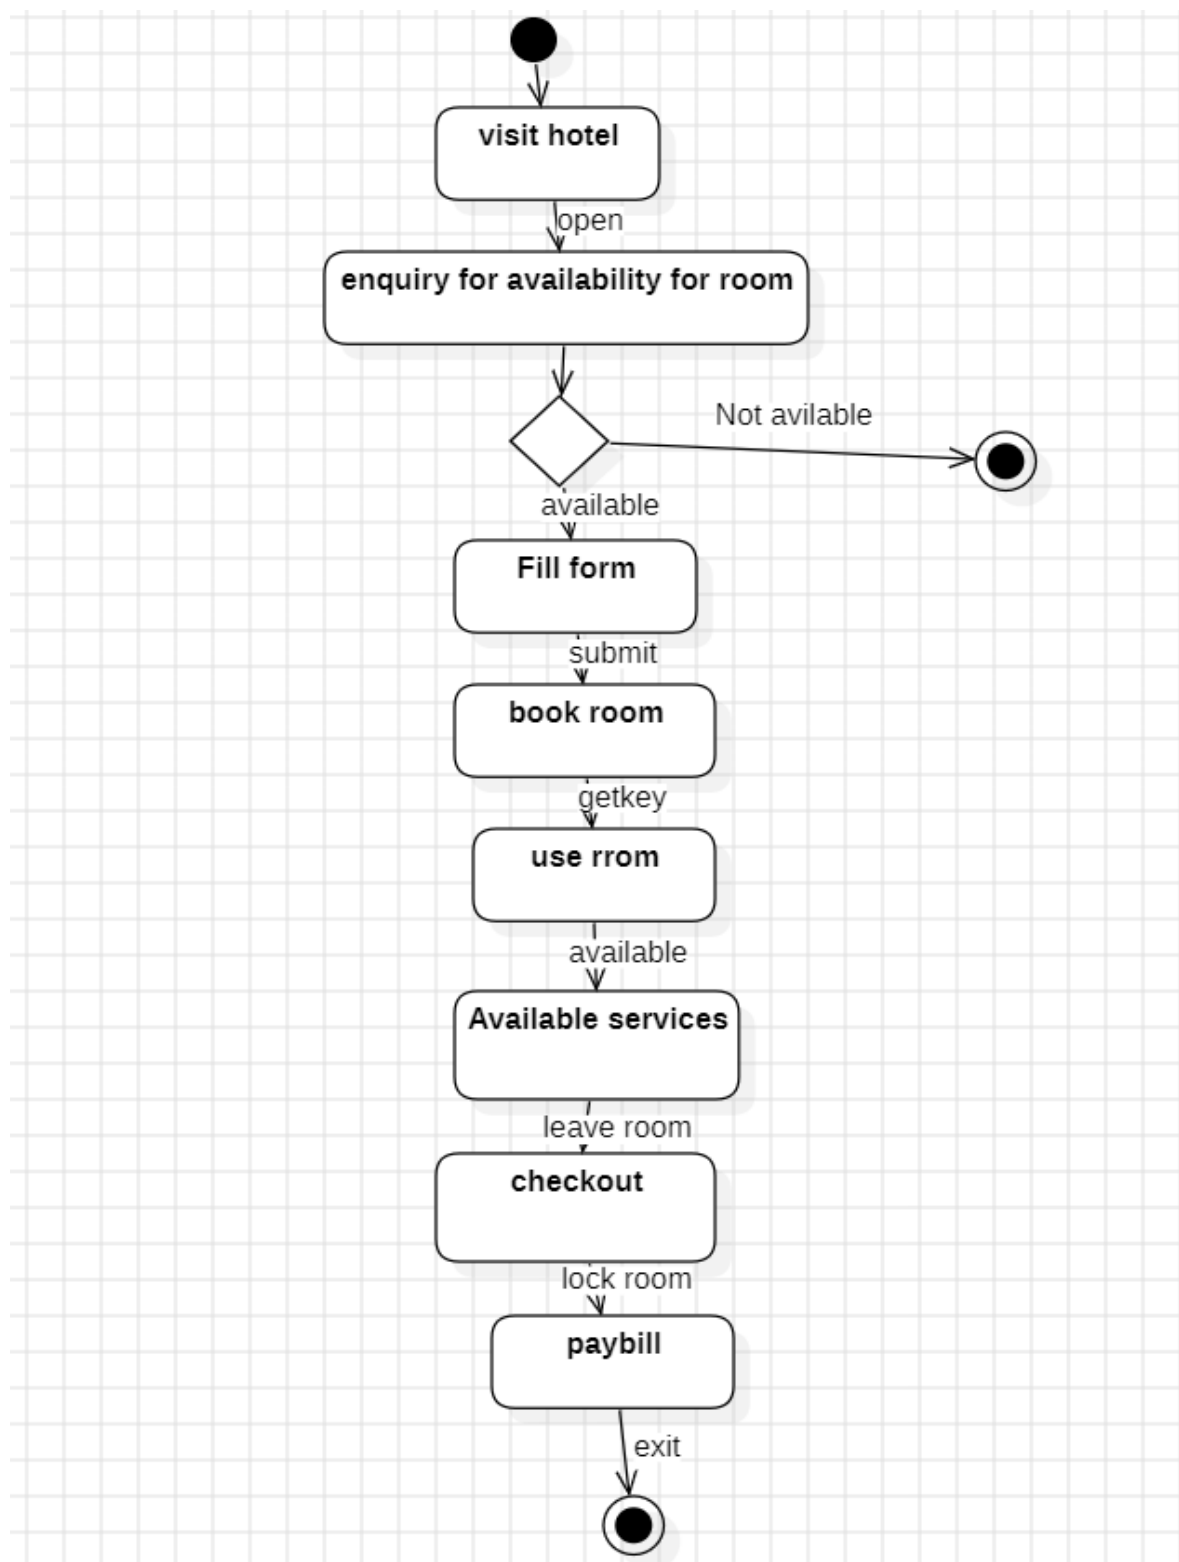 visit hotel
open
enquiry for availability for room
Not avilable
available
Fill form
submit
book room
getkey
use rrom
available
Available services
leave room
checkout
lock room
paybill
exit